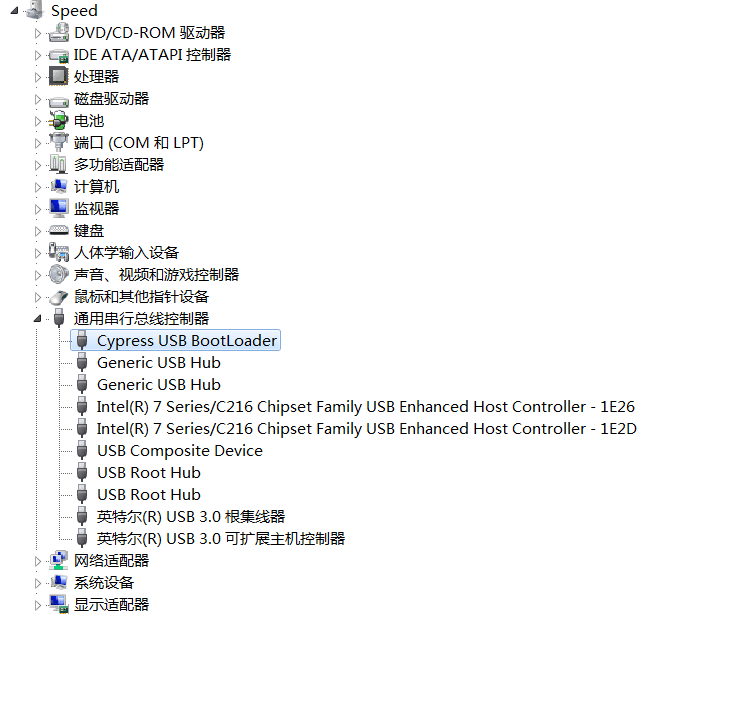 Speed
DVD/CD-ROM 驱动器
IDE ATA/ATAPI 控制器
处理器
磁盘驱动器
电池
端口 (COM 和 LPT)
多功能适配器
计算机
监视器
键盘
人体学输入设备
声音、视频和游戏控制器
鼠标和其他指针设备
通用串行总线控制器
Cypress USB BootLoader
Generic USB Hub
Generic USB Hub
Intel(R) 7 Series/C216 Chipset Family USB Enhanced Host Controller - 1E26
Intel(R) 7 Series/C216 Chipset Family USB Enhanced Host Controller - 1E2D
USB Composite Device
USB Root Hub
USB Root Hub
英特尔(R) USB 3.0 根集线器
英特尔(R) USB 3.0 可扩展主机控制器
网络适配器
系统设备
显示适配器